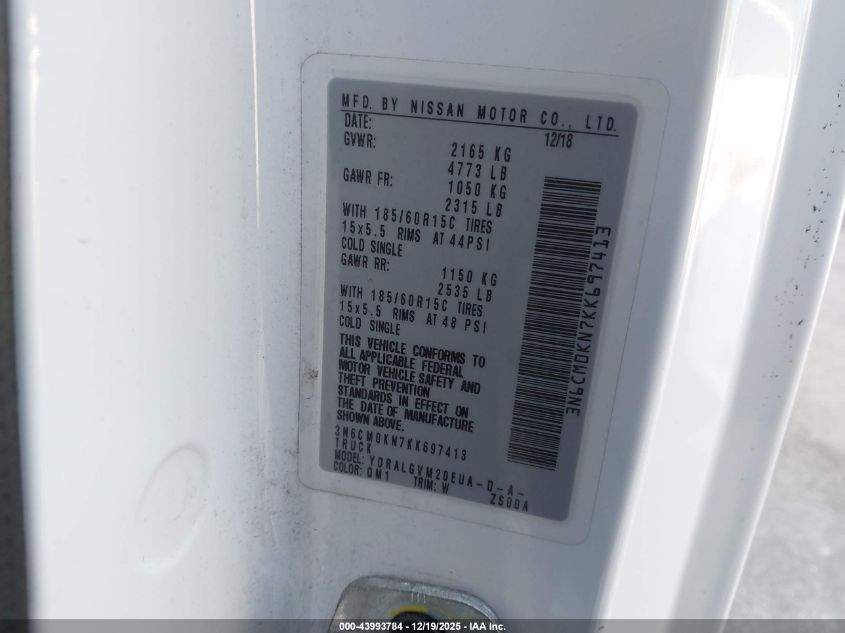 MFD. BY NISSAN MOTOR CO., LTD.
DATE: 12/18
GVWR: 2165 KG
4773 LB
GAWR FR: 1050 KG
2315 LB
WITH 185/60R15C TIRES
15x5.5 RIMS AT 44PSI
COLD SINGLE
GAWR RR: 1150 KG
2535 LB
WITH 185/60R15C TIRES
15x5.5 RIMS AT 48 PSI
COLD SINGLE
THIS VEHICLE CONFORMS TO
ALL APPLICABLE FEDERAL
MOTOR VEHICLE SAFETY AND
THEFT PREVENTION
STANDARDS IN EFFECT ON
THE DATE OF MANUFACTURE
SHOWN ABOVE.
3N6CM0KN7KK697413
TRUCK
MODEL: YDRALGVM20EUA-D-A-
COLOR: QM1 TRIM: W ZS00A
3N6CM0KN7KK697413
000-43993784 - 12/19/2025 - IAA Inc.